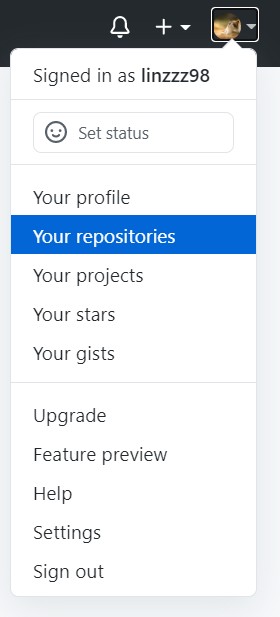 Signed in as linzzz98
Set status
Your profile
Your repositories
Your projects
Your stars
Your gists
Upgrade
Feature preview
Help
Settings
Sign out